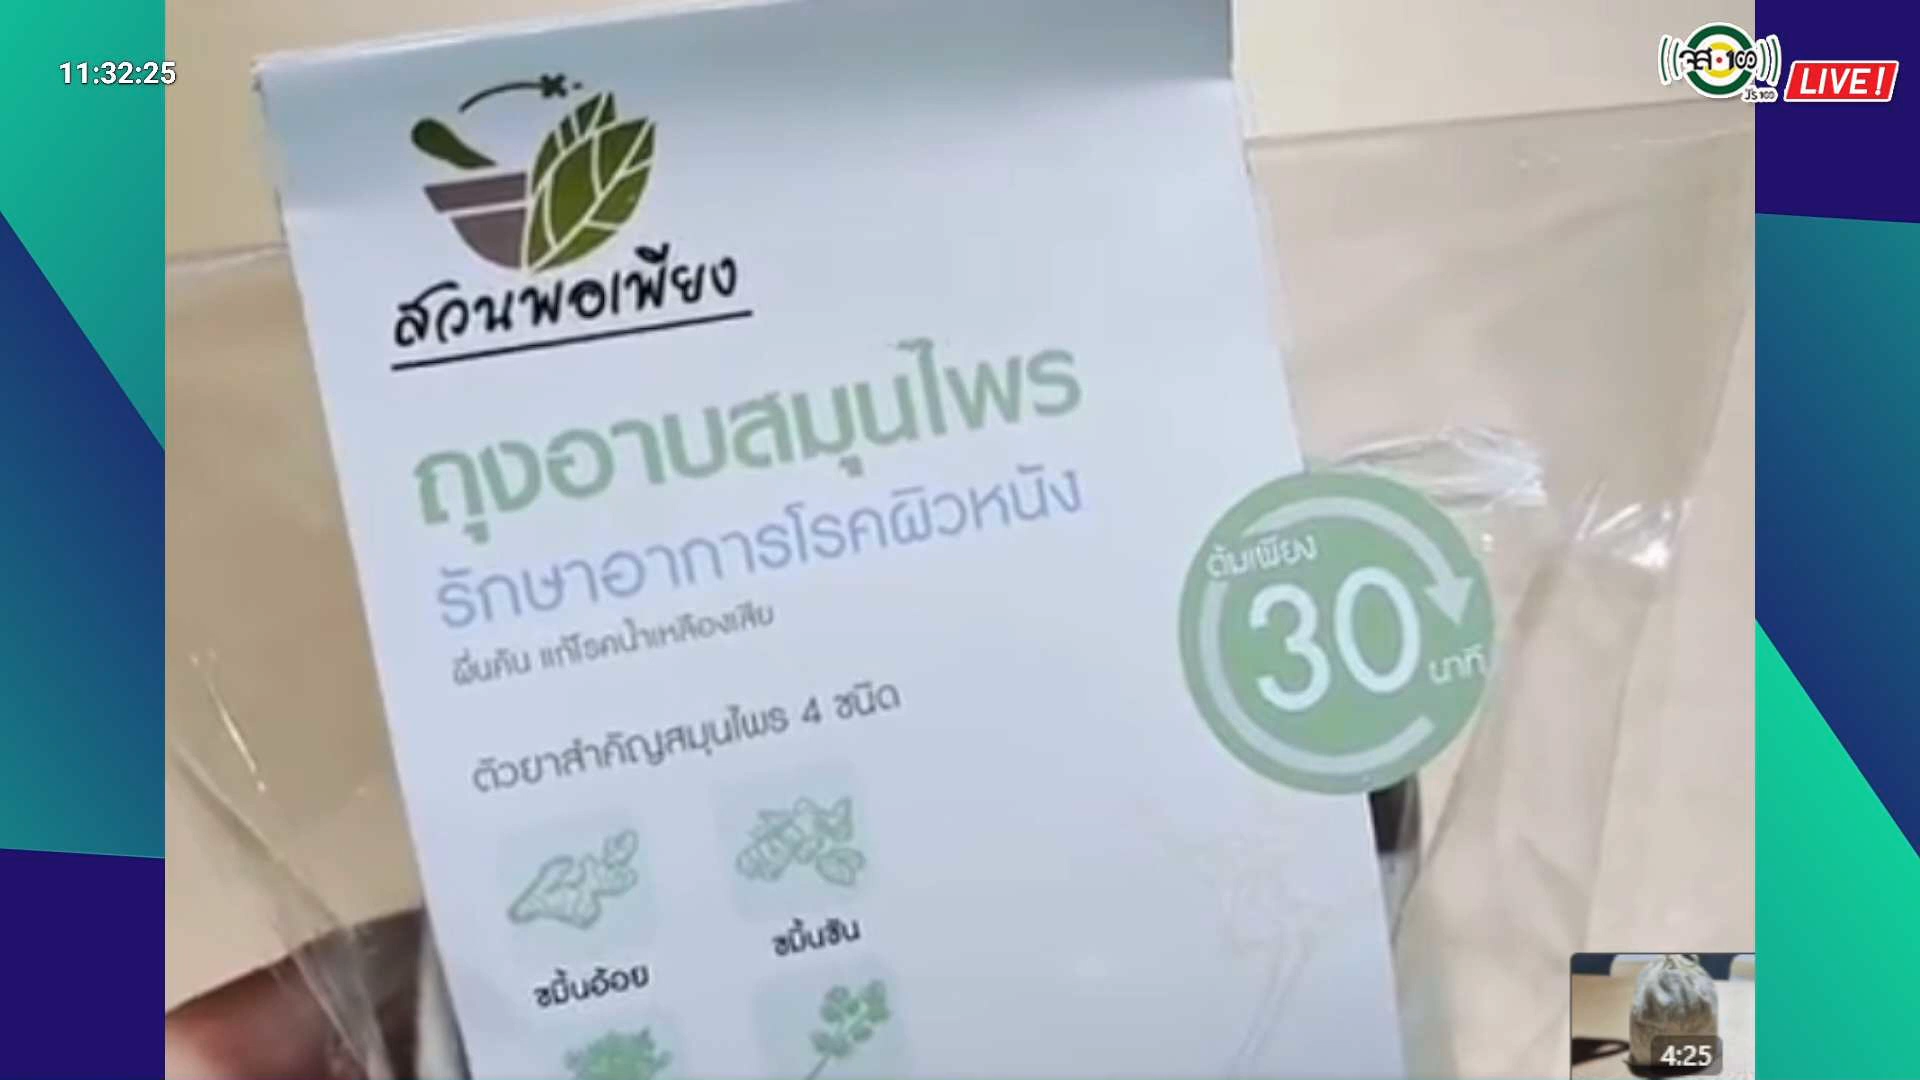 11:32:25
จส.100
JS 100
LIVE!
สวนพอเพียง
ถุงอาบสมุนไพร
รักษาอาการโรคผิวหนัง
ผื่นคัน แก้โรคน้ำเหลืองเสีย
ต้มเพียง
30
นาที
ตัวยาสำคัญสมุนไพร 4 ชนิด
ขมิ้นอ้อย
ขมิ้นชัน
4:25